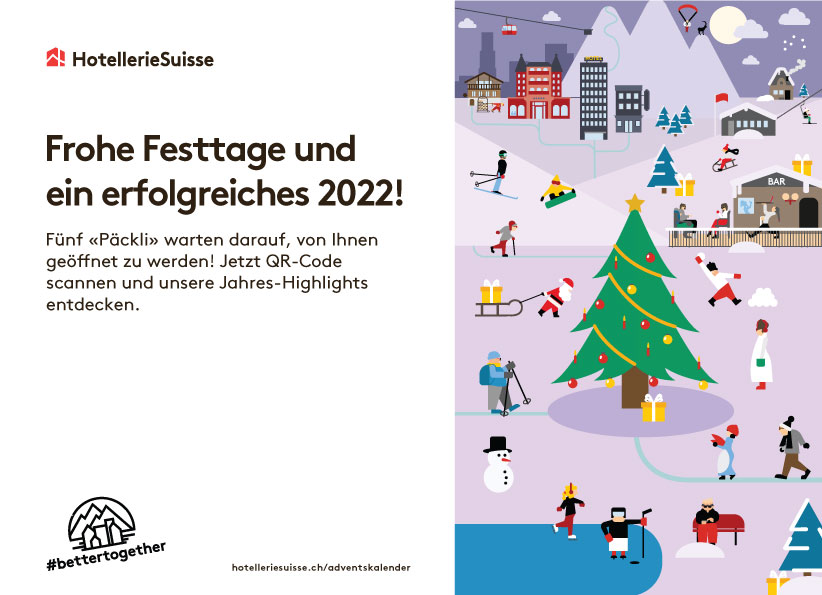 HotellerieSuisse
Frohe Festtage und
ein erfolgreiches 2022!
Fünf «Päckli» warten darauf, von Ihnen
geöffnet zu werden! Jetzt QR-Code
scannen und unsere Jahres-Highlights
entdecken.
#bettertogether
hotelleriesuisse.ch/adventskalender
HOTEL
BAR